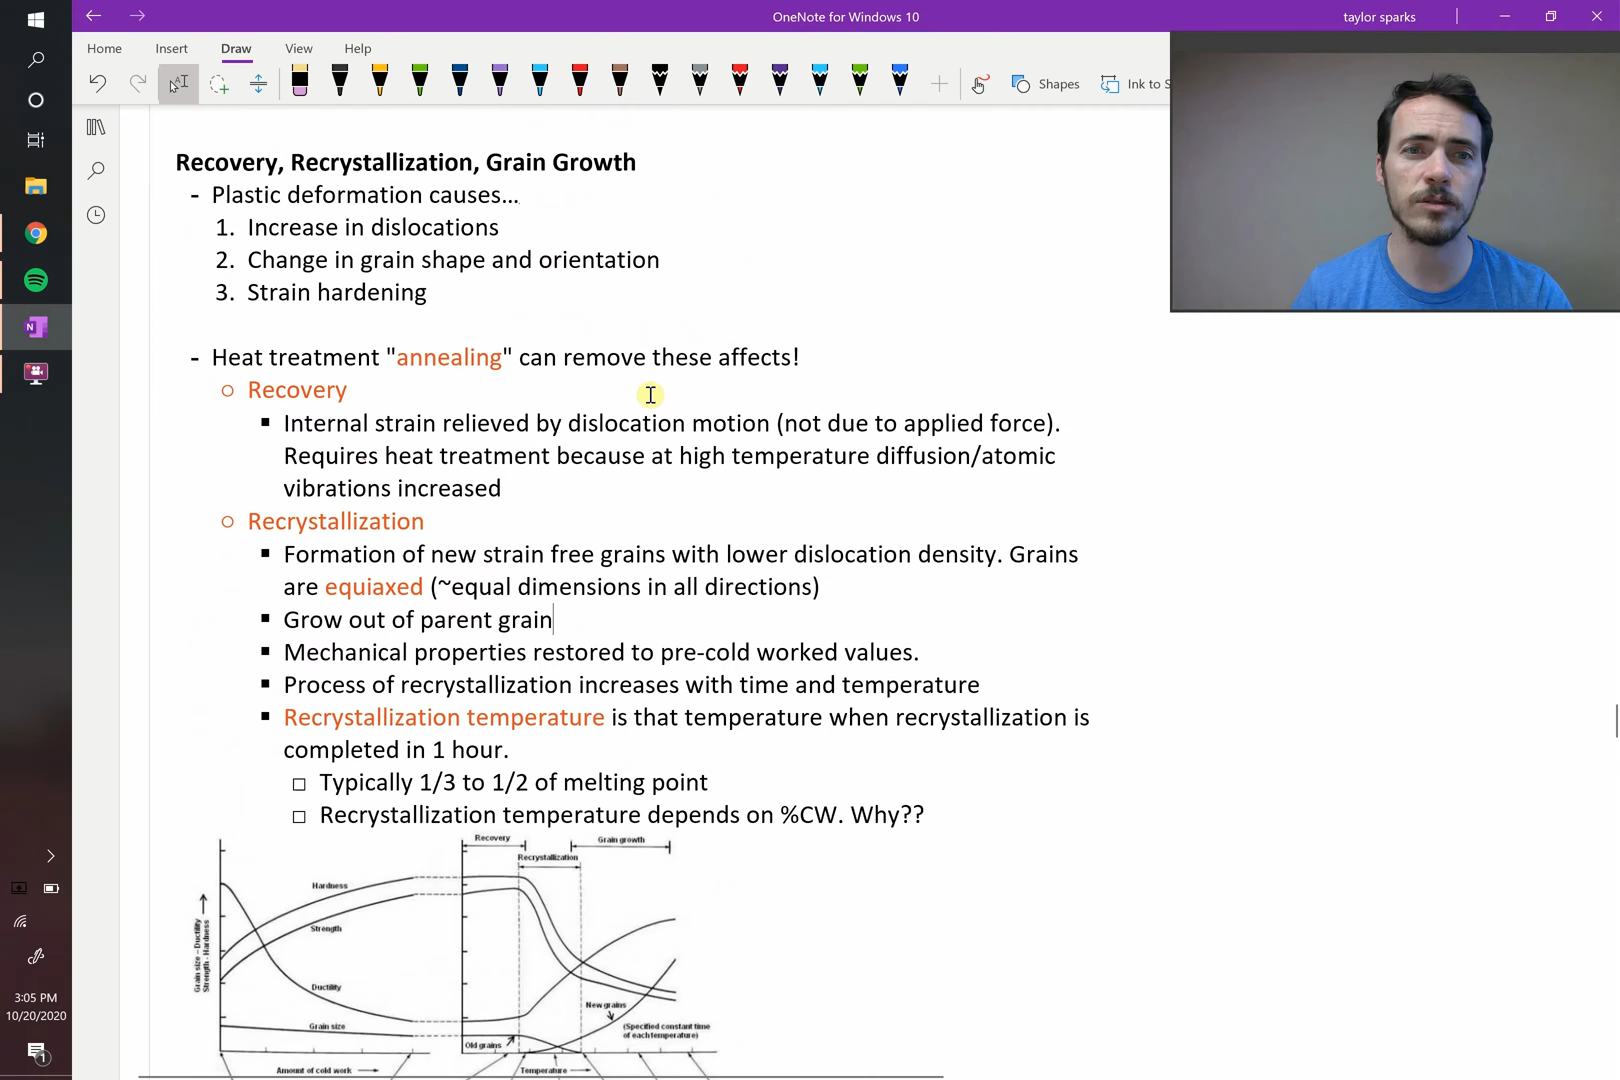 OneNote for Windows 10
taylor sparks
Home Insert Draw View Help
Shapes
Ink to S
Recovery, Recrystallization, Grain Growth
- Plastic deformation causes...
1. Increase in dislocations
2. Change in grain shape and orientation
3. Strain hardening
- Heat treatment "annealing" can remove these affects!
Recovery
Internal strain relieved by dislocation motion (not due to applied force).
Requires heat treatment because at high temperature diffusion/atomic
vibrations increased
Recrystallization
Formation of new strain free grains with lower dislocation density. Grains
are equiaxed (~equal dimensions in all directions)
Grow out of parent grain
Mechanical properties restored to pre-cold worked values.
Process of recrystallization increases with time and temperature
Recrystallization temperature is that temperature when recrystallization is
completed in 1 hour.
Typically 1/3 to 1/2 of melting point
Recrystallization temperature depends on %CW. Why??
Recovery
Grain growth
Recrystallization
Hardness
Strength
Ductility
Grain size
Grain size - Ductility
Strength - Hardness
Amount of cold work
New grains
(Specified constant time
of each temperature)
Old grains
Temperature
3:05 PM
10/20/2020
1